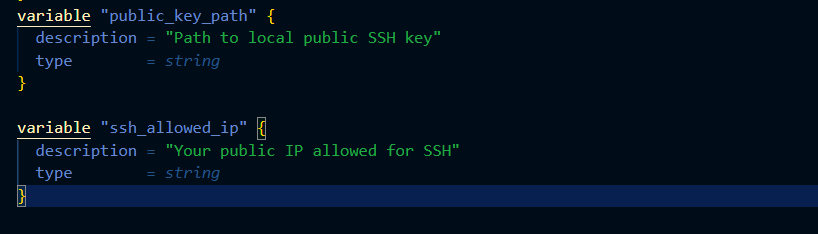 variable "public_key_path" {
  description = "Path to local public SSH key"
  type        = string
}

variable "ssh_allowed_ip" {
  description = "Your public IP allowed for SSH"
  type        = string
}